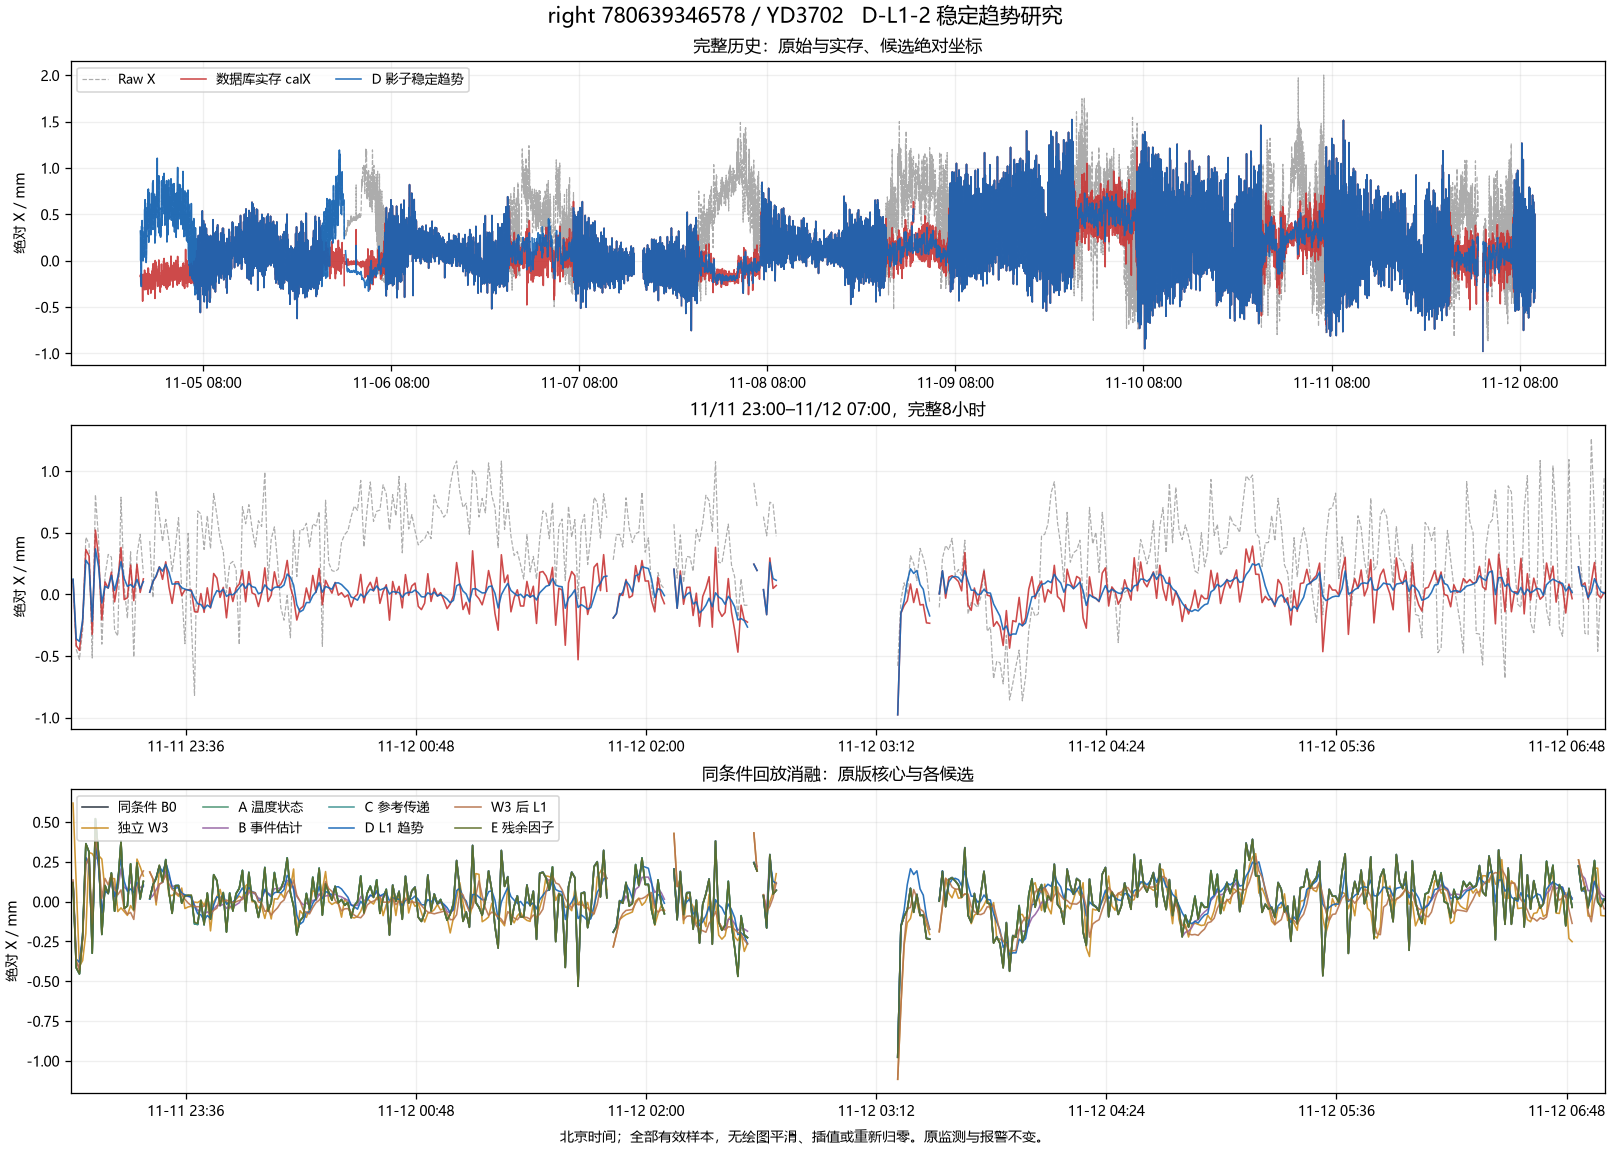 right 780639346578 / YD3702   D-L1-2 稳定趋势研究
完整历史：原始与实存、候选绝对坐标
Raw X
数据库实存 calX
D 影子稳定趋势
绝对 X / mm
2.0
1.5
1.0
0.5
0.0
-0.5
-1.0
11-05 08:00
11-06 08:00
11-07 08:00
11-08 08:00
11-09 08:00
11-10 08:00
11-11 08:00
11-12 08:00
11/11 23:00–11/12 07:00，完整8小时
绝对 X / mm
1.0
0.5
0.0
-0.5
-1.0
11-11 23:36
11-12 00:48
11-12 02:00
11-12 03:12
11-12 04:24
11-12 05:36
11-12 06:48
同条件回放消融：原版核心与各候选
同条件 B0
A 温度状态
C 参考传递
W3 后 L1
独立 W3
B 事件估计
D L1 趋势
E 残余因子
绝对 X / mm
0.50
0.25
0.00
-0.25
-0.50
-0.75
-1.00
11-11 23:36
11-12 00:48
11-12 02:00
11-12 03:12
11-12 04:24
11-12 05:36
11-12 06:48
北京时间；全部有效样本，无绘图平滑、插值或重新归零。原监测与报警不变。